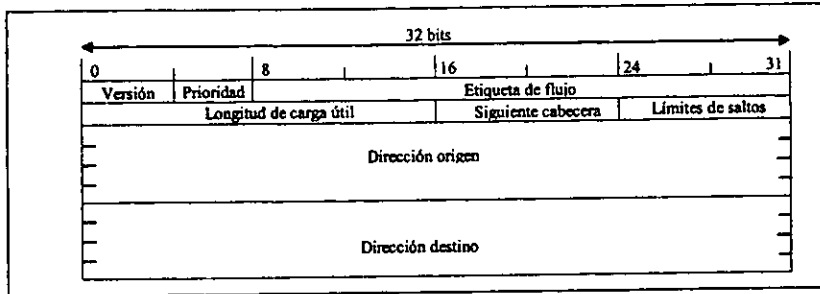 32 bits
0 8 16 24 31
Versión Prioridad Etiqueta de flujo
Longitud de carga útil Siguiente cabecera Límites de saltos
Dirección origen
Dirección destino